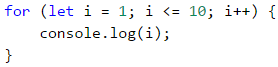 for (let i = 1; i <= 10; i++) {
    console.log(i);
}